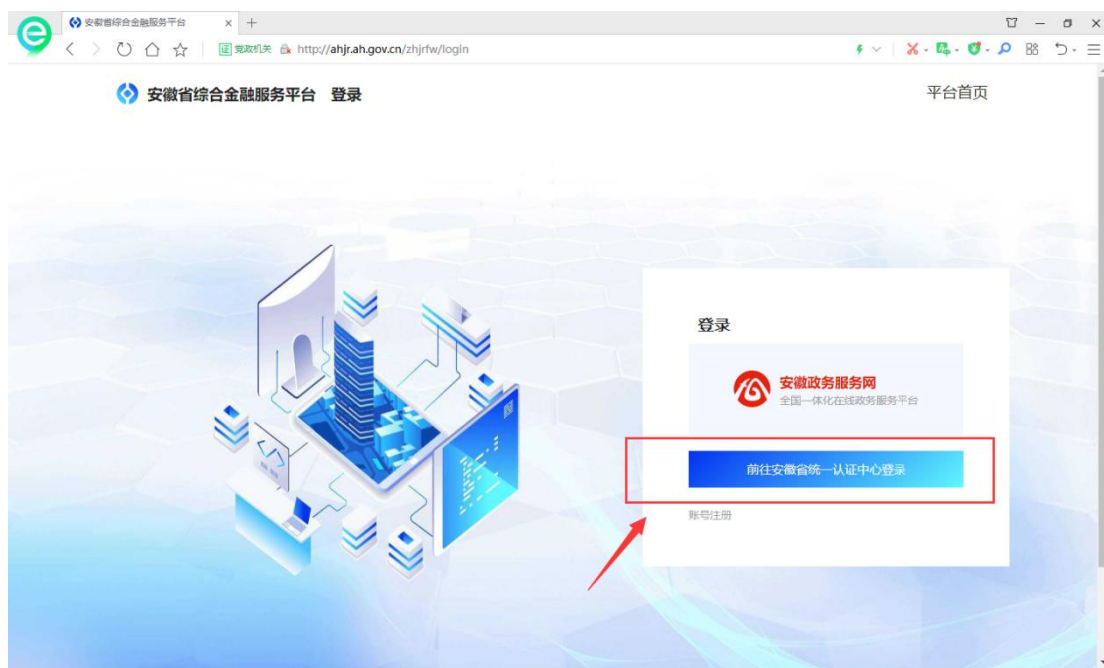 安徽省综合金融服务平台
证 党政机关 http://ahjr.ah.gov.cn/zhjrfw/login
安徽省综合金融服务平台 登录
平台首页
登录
安徽政务服务网
全国一体化在线政务服务平台
前往安徽省统一认证中心登录
账号注册